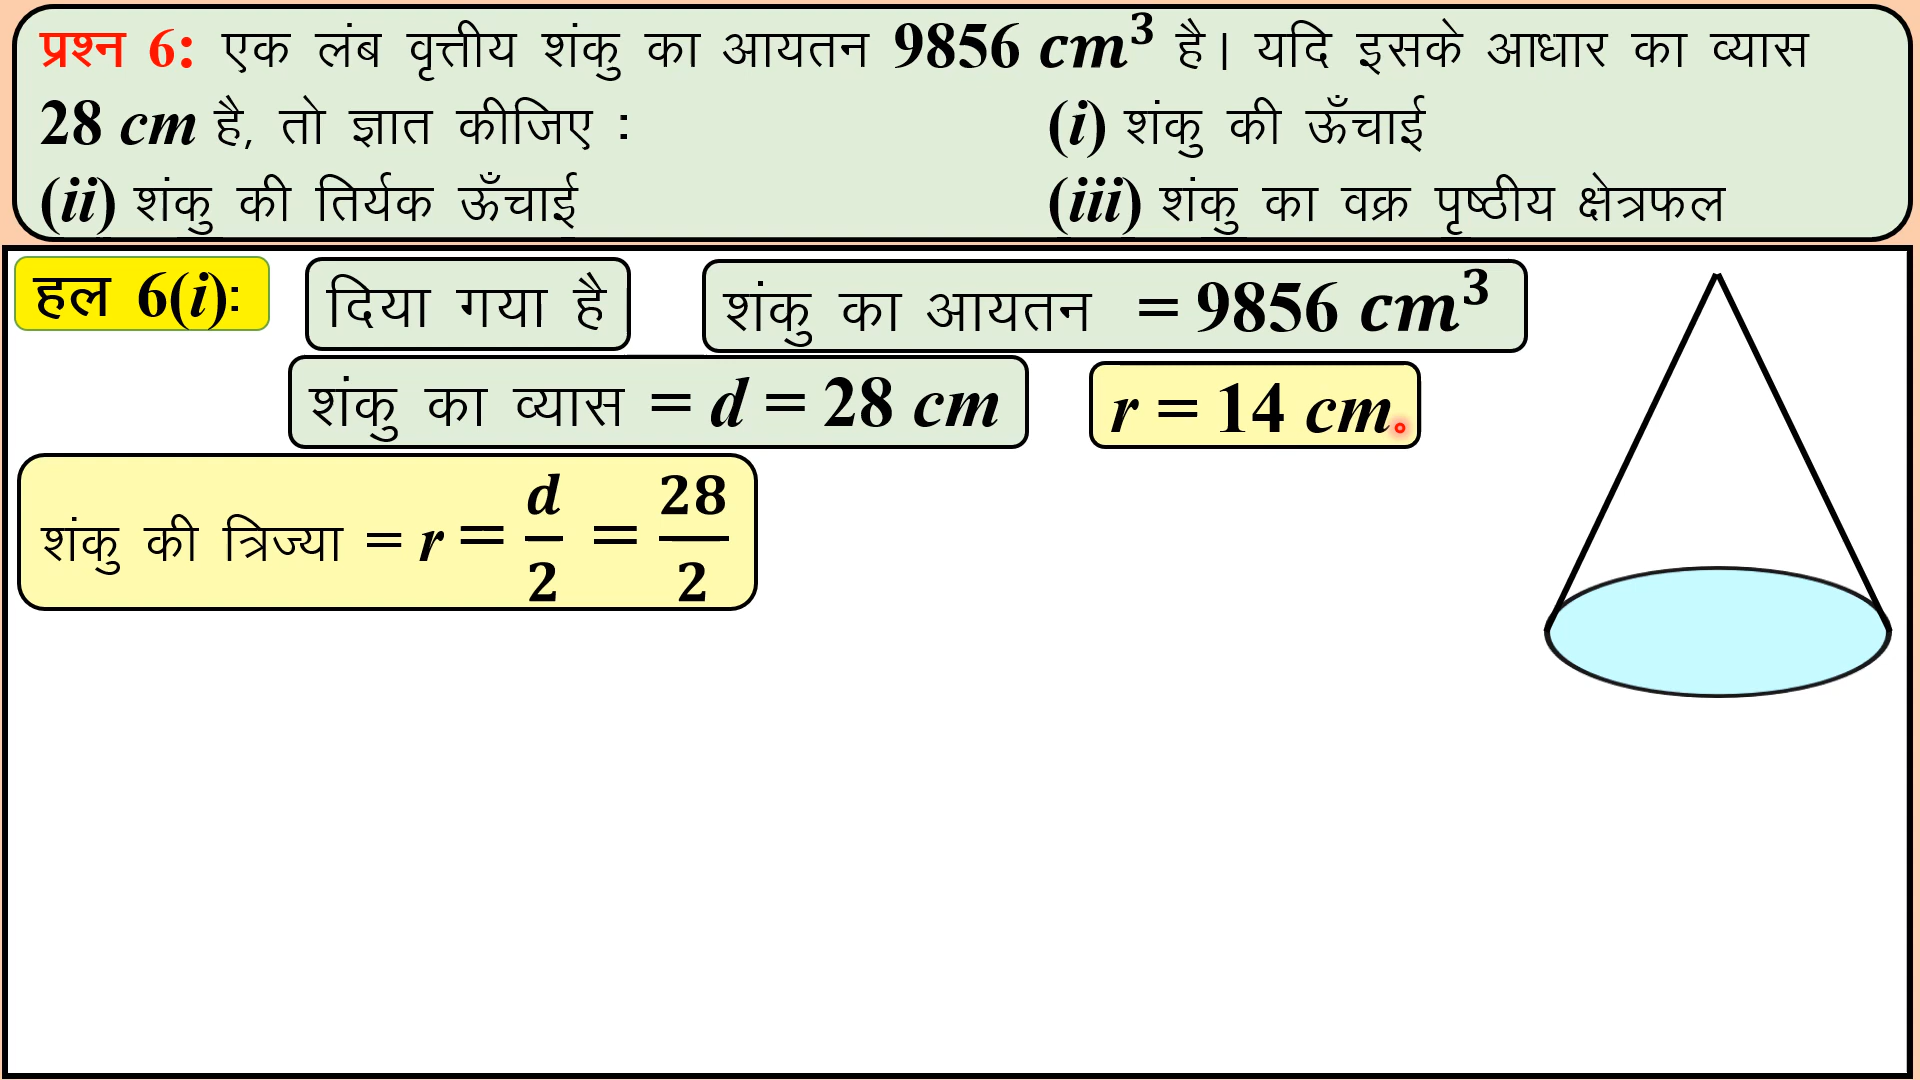 प्रश्न 6: एक लंब वृत्तीय शंकु का आयतन 9856 cm³ है। यदि इसके आधार का व्यास
28 cm है, तो ज्ञात कीजिए : (i) शंकु की ऊँचाई
(ii) शंकु की तिर्यक ऊँचाई (iii) शंकु का वक्र पृष्ठीय क्षेत्रफल
हल 6(i): दिया गया है शंकु का आयतन = 9856 cm³
शंकु का व्यास = d = 28 cm r = 14 cm
शंकु की त्रिज्या = r = d/2 = 28/2